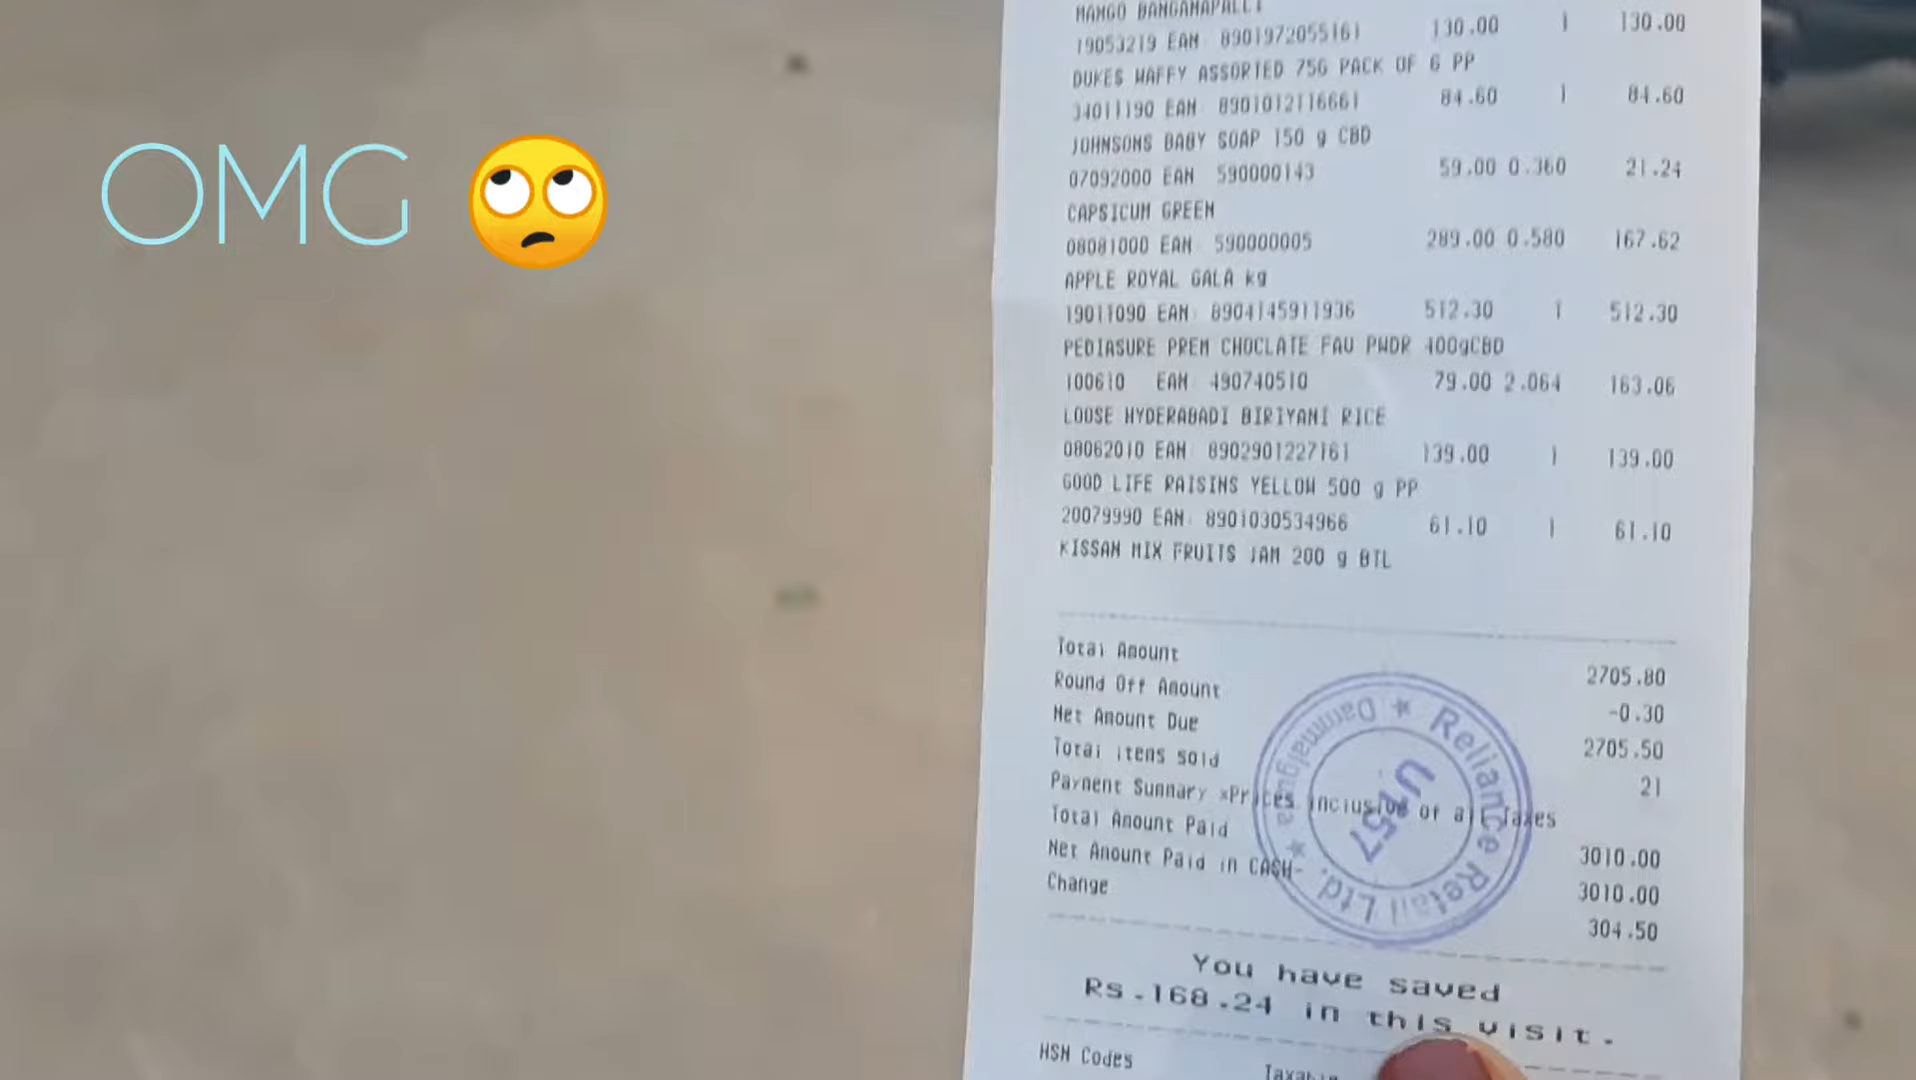 OMG 🙄
MANGO BANGANAPALLI
19053219 EAN 8901972055161 130.00 1 130.00
DUKES WAFFY ASSORTED 75G PACK OF 6 PP
34011190 EAN 8901012116661 84.60 1 84.60
JOHNSONS BABY SOAP 150 g CBD
07092000 EAN 590000143 59.00 0.360 21.24
CAPSICUM GREEN
08081000 EAN 590000005 289.00 0.580 167.62
APPLE ROYAL GALA kg
19011090 EAN 8904145911936 512.30 1 512.30
PEDIASURE PREM CHOCLATE FAV PWDR 400gCBD
100610 EAN 490740510 79.00 2.064 163.06
LOOSE HYDERABADI BIRIYANI RICE
08062010 EAN 8902901227161 139.00 1 139.00
GOOD LIFE RAISINS YELLOW 500 g PP
20079990 EAN 8901030534966 61.10 1 61.10
KISSAN MIX FRUITS JAM 200 g BTL
Total Amount 2705.80
Round Off Amount -0.30
Net Amount Due 2705.50
Total items sold 21
Payment Summary *Prices inclusive of all taxes
Total Amount Paid 3010.00
Net Amount Paid in CASH- 3010.00
Change 304.50
Reliance Retail Ltd. ★ Dammaiguda ★
U157
You have saved
Rs.168.24 in this visit.
HSN Codes